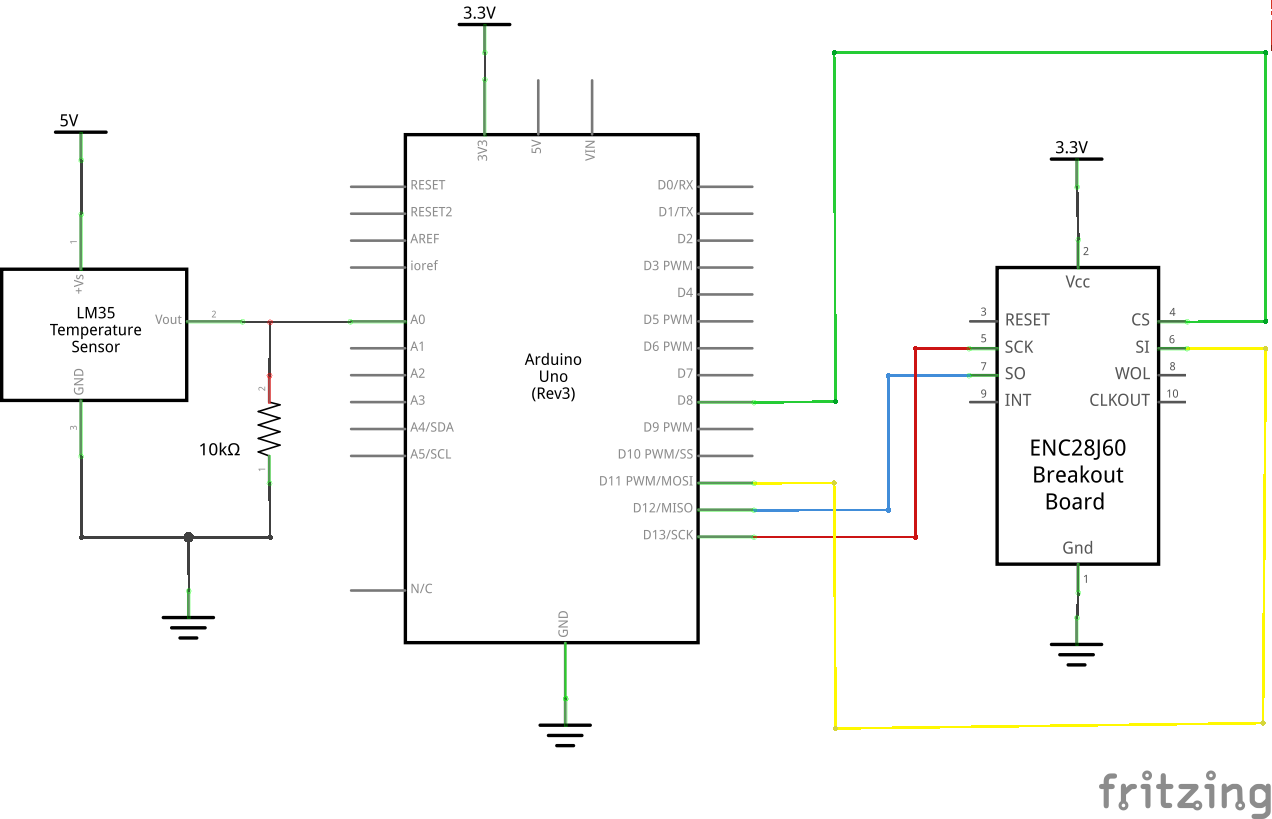 3.3V
5V
3V3
5V
VIN
1
+Vs
LM35
Temperature
Sensor
Vout
2
GND
3
2
10kΩ
1
RESET
RESET2
AREF
ioref
A0
A1
A2
A3
A4/SDA
A5/SCL
N/C
Arduino
Uno
(Rev3)
D0/RX
D1/TX
D2
D3 PWM
D4
D5 PWM
D6 PWM
D7
D8
D9 PWM
D10 PWM/SS
D11 PWM/MOSI
D12/MISO
D13/SCK
GND
3.3V
2
Vcc
3
RESET
5
SCK
7
SO
9
INT
CS
4
SI
6
WOL
8
CLKOUT
10
ENC28J60
Breakout
Board
Gnd
1
fritzing